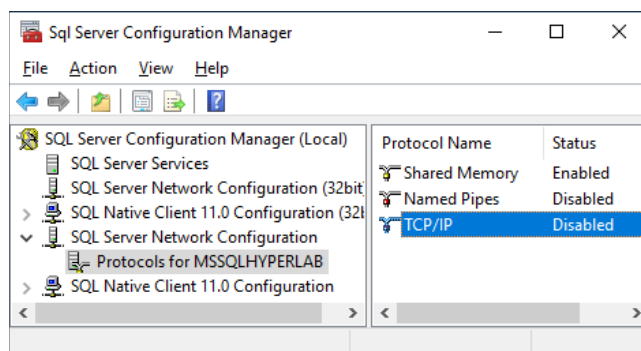 Sql Server Configuration Manager
File Action View Help
SQL Server Configuration Manager (Local)
SQL Server Services
SQL Server Network Configuration (32bit
SQL Native Client 11.0 Configuration (32b
SQL Server Network Configuration
Protocols for MSSQLHYPERLAB
SQL Native Client 11.0 Configuration
Protocol Name Status
Shared Memory Enabled
Named Pipes Disabled
TCP/IP Disabled